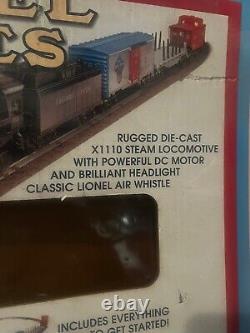 RUGGED DIE-CAST
X1110 STEAM LOCOMOTIVE
WITH POWERFUL DC MOTOR
AND BRILLIANT HEADLIGHT
CLASSIC LIONEL AIR WHISTLE
INCLUDES EVERYTHING
TO GET STARTED!